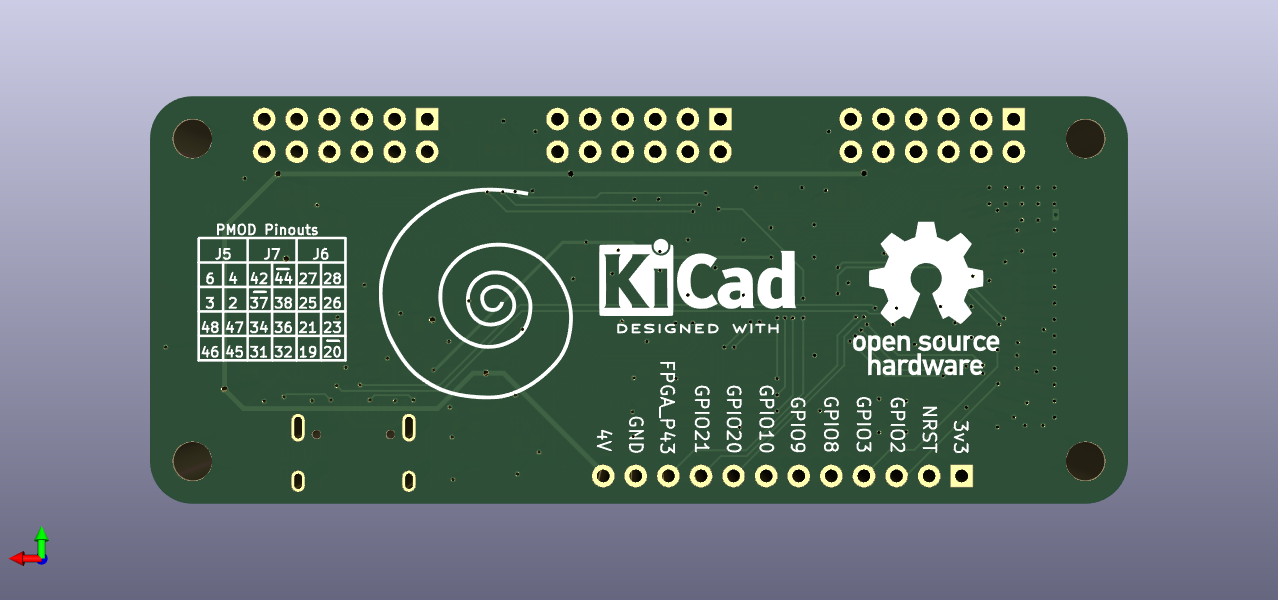 PMOD Pinouts
J5 J7 J6
6 4 42 44 27 28
3 2 37 38 25 26
48 47 34 36 21 23
46 45 31 32 19 20
KiCad
DESIGNED WITH
open source
hardware
4V
GND
FPGA_P43
GPIO21
GPIO20
GPIO10
GPIO9
GPIO8
GPIO3
GPIO2
NRST
3v3